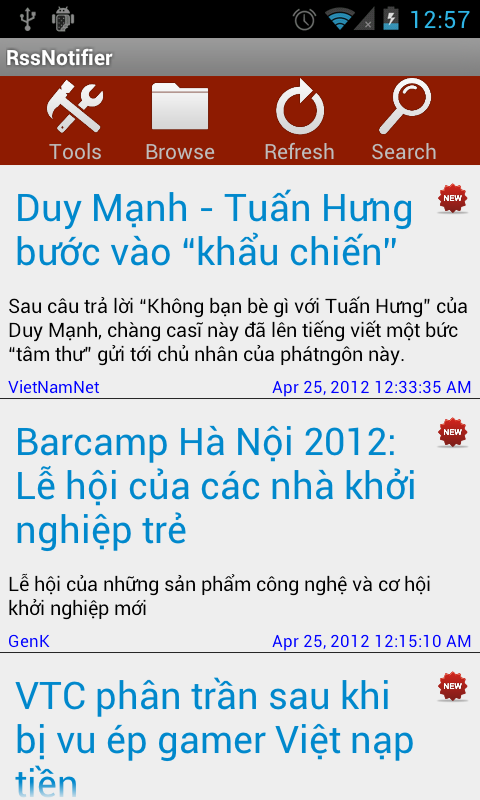 12:57
RssNotifier
Tools Browse Refresh Search
Duy Mạnh - Tuấn Hưng
NEW
bước vào “khẩu chiến”
Sau câu trả lời “Không bạn bè gì với Tuấn Hưng” của
Duy Mạnh, chàng casĩ này đã lên tiếng viết một bức
“tâm thư” gửi tới chủ nhân của phátngôn này.
VietNamNet Apr 25, 2012 12:33:35 AM
Barcamp Hà Nội 2012:
NEW
Lễ hội của các nhà khởi
nghiệp trẻ
Lễ hội của những sản phẩm công nghệ và cơ hội
khởi nghiệp mới
GenK Apr 25, 2012 12:15:10 AM
VTC phân trần sau khi
NEW
bị vu ép gamer Việt nạp
tiền